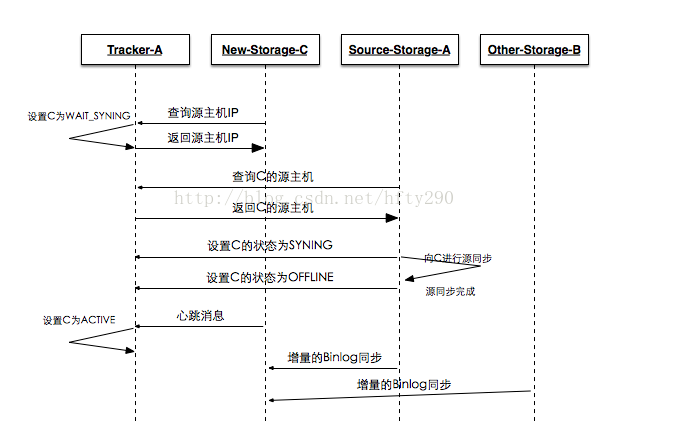 Tracker-A New-Storage-C Source-Storage-A Other-Storage-B
查询源主机IP
设置C为WAIT_SYNING
返回源主机IP
查询C的源主机
http://blog.csdn.net/hfty290
返回C的源主机
设置C的状态为SYNING
向C进行源同步
设置C的状态为OFFLINE
源同步完成
心跳消息
设置C为ACTIVE
增量的Binlog同步
增量的Binlog同步